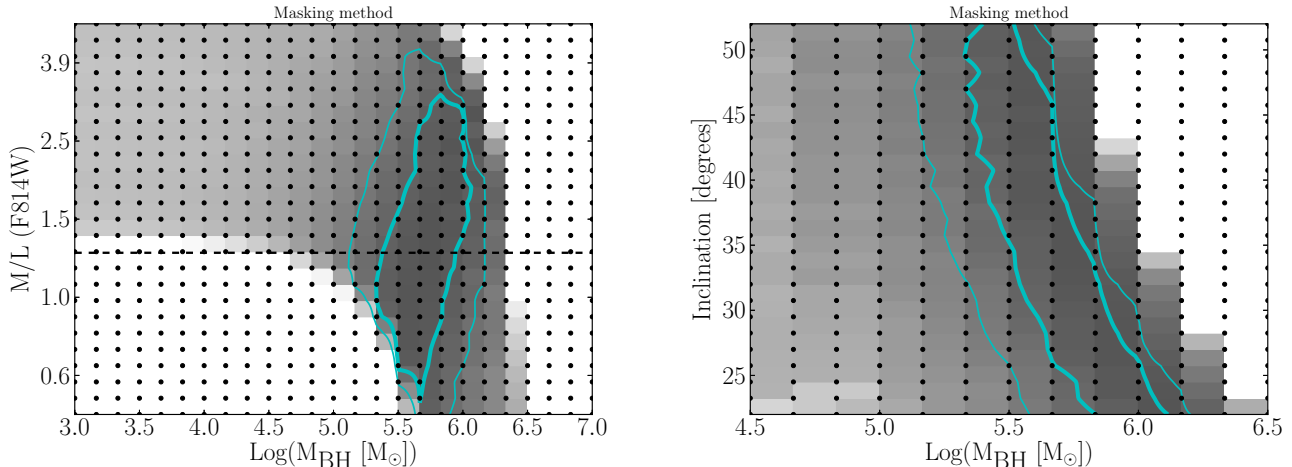 Masking method
M/L (F814W)
3.9
2.5
1.5
1.0
0.6
3.0 3.5 4.0 4.5 5.0 5.5 6.0 6.5 7.0
Log(M_BH [M_⊙])
Masking method
Inclination [degrees]
50
45
40
35
30
25
4.5 5.0 5.5 6.0 6.5
Log(M_BH [M_⊙])